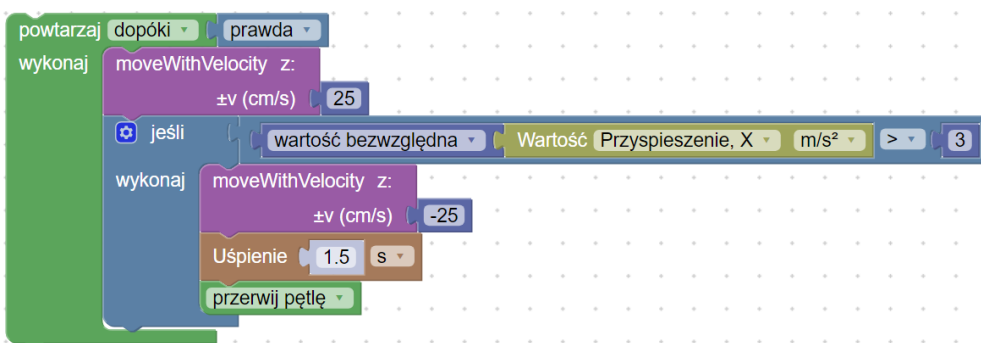 powtarzaj dopóki prawda
wykonaj moveWithVelocity z:
±v (cm/s) 25
jeśli wartość bezwzględna Wartość Przyspieszenie, X m/s² > 3
wykonaj moveWithVelocity z:
±v (cm/s) -25
Uśpienie 1.5 s
przerwij pętlę